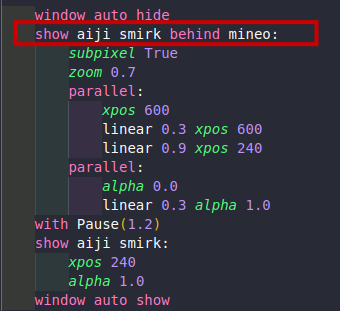 window auto hide
show aiji smirk behind mineo:
subpixel True
zoom 0.7
parallel:
xpos 600
linear 0.3 xpos 600
linear 0.9 xpos 240
parallel:
alpha 0.0
linear 0.3 alpha 1.0
with Pause(1.2)
show aiji smirk:
xpos 240
alpha 1.0
window auto show